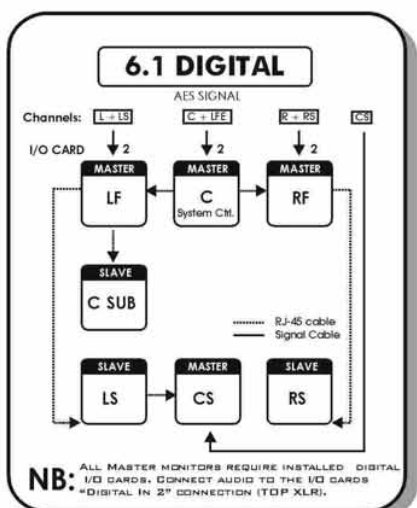 6.1 DIGITAL
AES SIGNAL
Channels: L + LS C + LFE R + RS CS
I/O CARD 2 2 2
MASTER MASTER MASTER
LF C RF
System Ctrl.
SLAVE
C SUB
RJ-45 cable
Signal Cable
SLAVE MASTER SLAVE
LS CS RS
NB: ALL MASTER MONITORS REQUIRE INSTALLED DIGITAL
I/O CARDS. CONNECT AUDIO TO THE I/O CARDS
"DIGITAL IN 2" CONNECTION (TOP XLR).